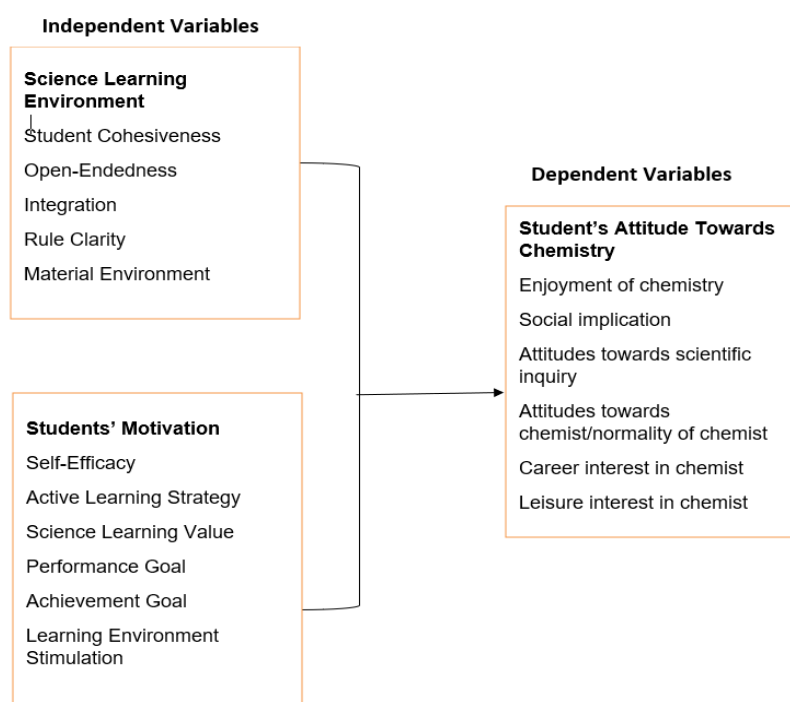 Independent Variables
Science Learning
Environment
Student Cohesiveness
Open-Endedness
Integration
Rule Clarity
Material Environment
Students’ Motivation
Self-Efficacy
Active Learning Strategy
Science Learning Value
Performance Goal
Achievement Goal
Learning Environment
Stimulation
Dependent Variables
Student’s Attitude Towards
Chemistry
Enjoyment of chemistry
Social implication
Attitudes towards scientific
inquiry
Attitudes towards
chemist/normality of chemist
Career interest in chemist
Leisure interest in chemist